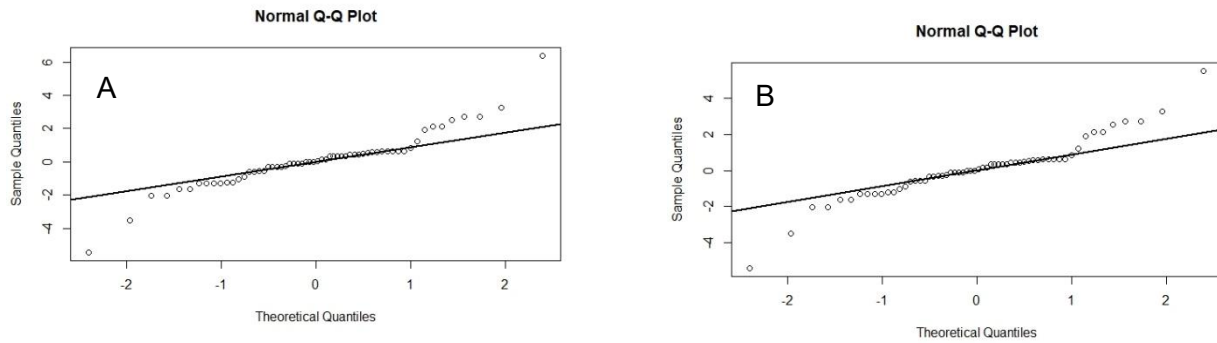 Normal Q-Q Plot
A
Sample Quantiles
6
4
2
0
-2
-4
-2 -1 0 1 2
Theoretical Quantiles
Normal Q-Q Plot
B
Sample Quantiles
4
2
0
-2
-4
-2 -1 0 1 2
Theoretical Quantiles